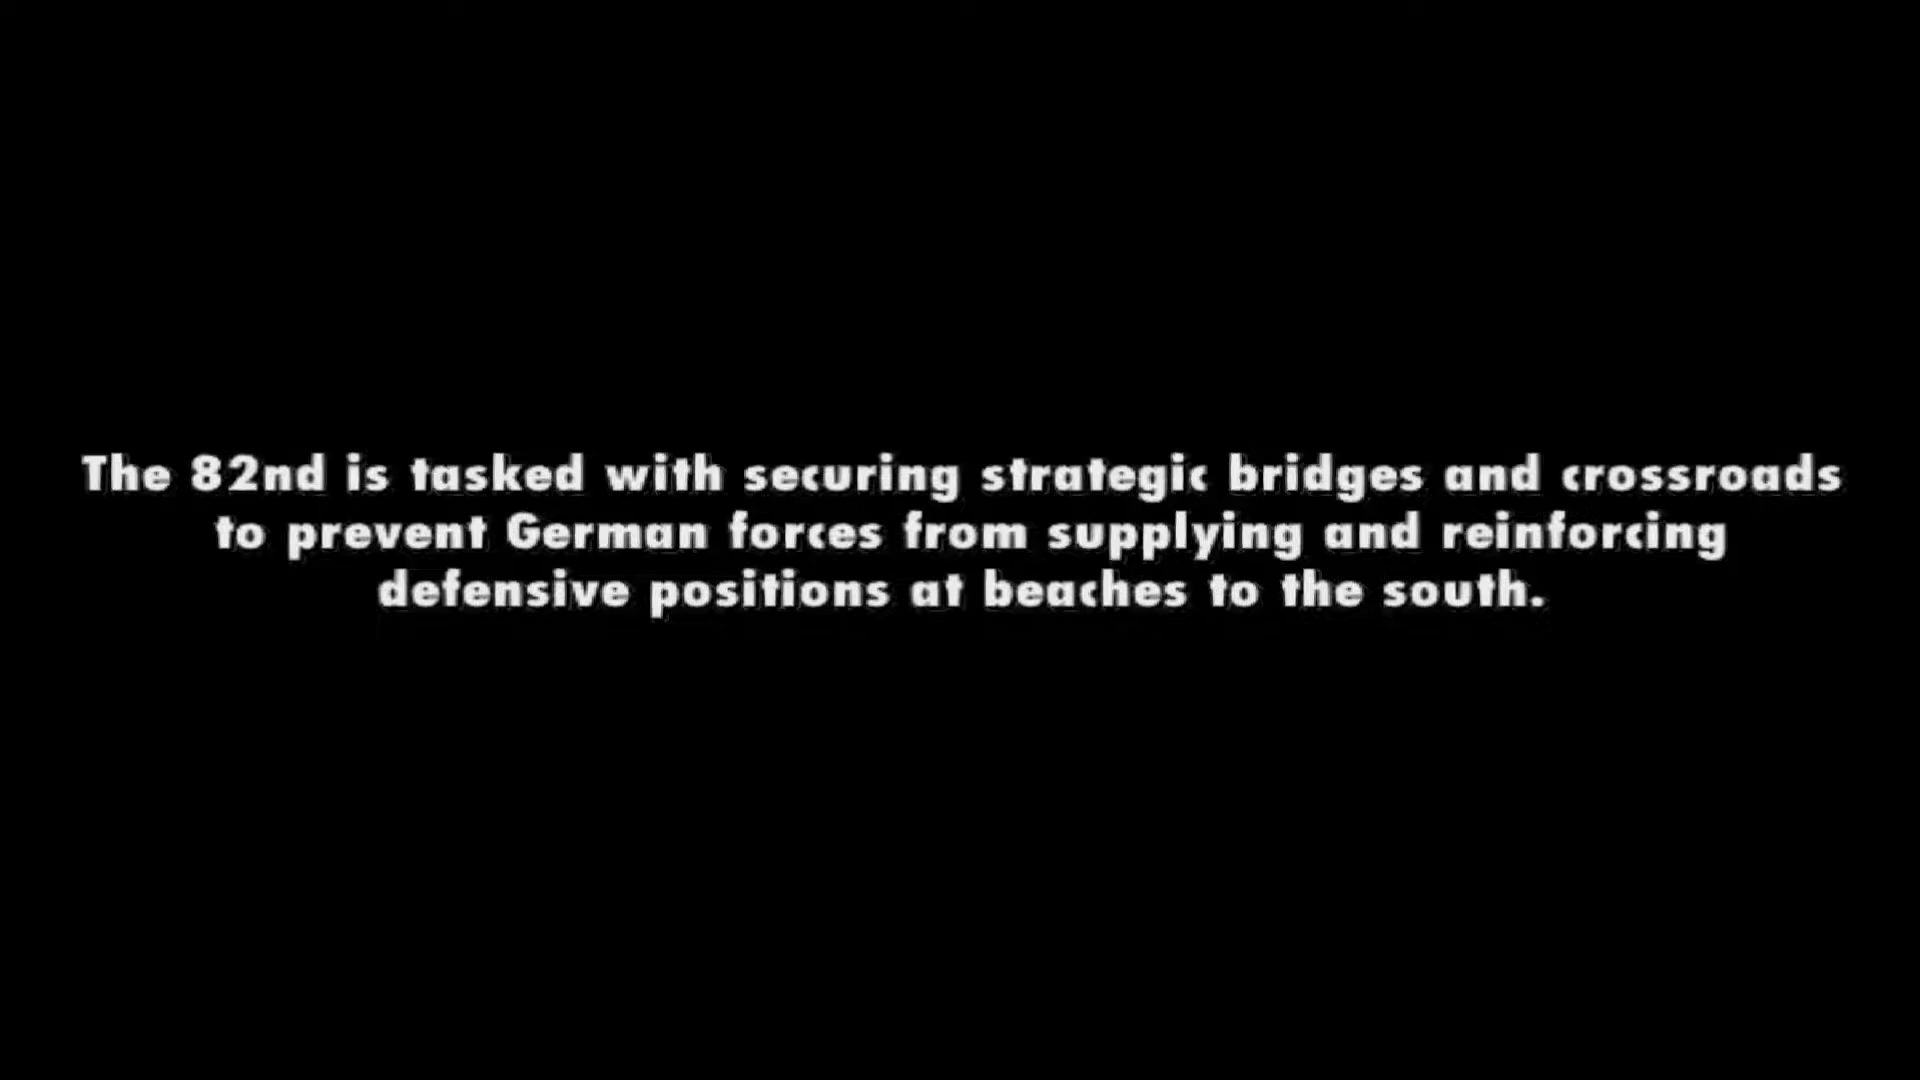 The 82nd is tasked with securing strategic bridges and crossroads
to prevent German forces from supplying and reinforcing
defensive positions at beaches to the south.